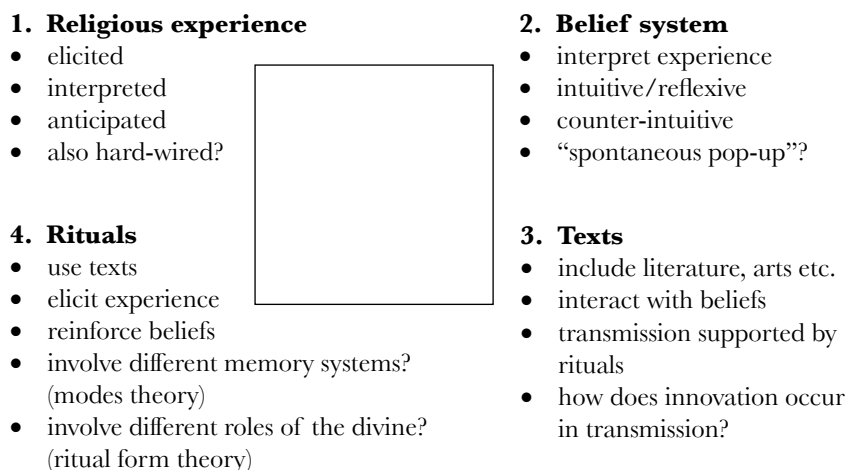 1. Religious experience
• elicited
• interpreted
• anticipated
• also hard-wired?
2. Belief system
• interpret experience
• intuitive/reflexive
• counter-intuitive
• “spontaneous pop-up”?
4. Rituals
• use texts
• elicit experience
• reinforce beliefs
• involve different memory systems?
(modes theory)
• involve different roles of the divine?
(ritual form theory)
3. Texts
• include literature, arts etc.
• interact with beliefs
• transmission supported by
rituals
• how does innovation occur
in transmission?